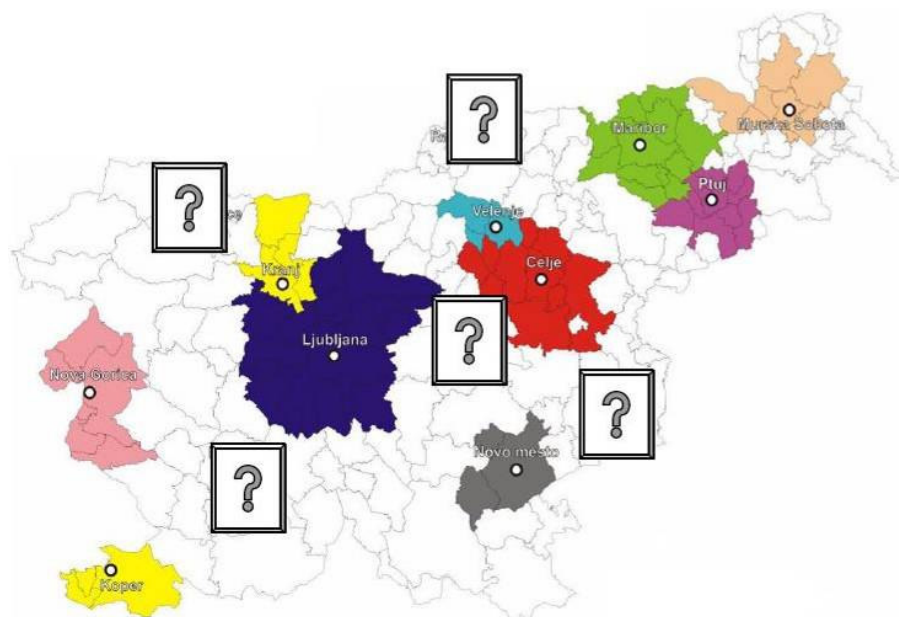 ?
Maribor
Murska Sobota
?
Ptuj
Velenje
Kranj
Celje
Ljubljana
?
Nova Gorica
?
Novo mesto
?
Koper